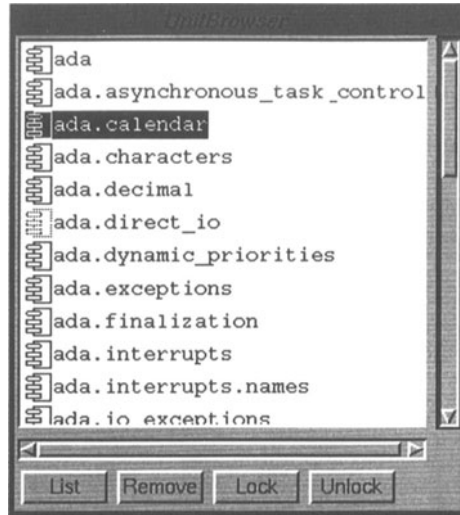 UnitBrowser
ada
ada.asynchronous_task_control
ada.calendar
ada.characters
ada.decimal
ada.direct_io
ada.dynamic_priorities
ada.exceptions
ada.finalization
ada.interrupts
ada.interrupts.names
ada.io_exceptions
List Remove Lock Unlock